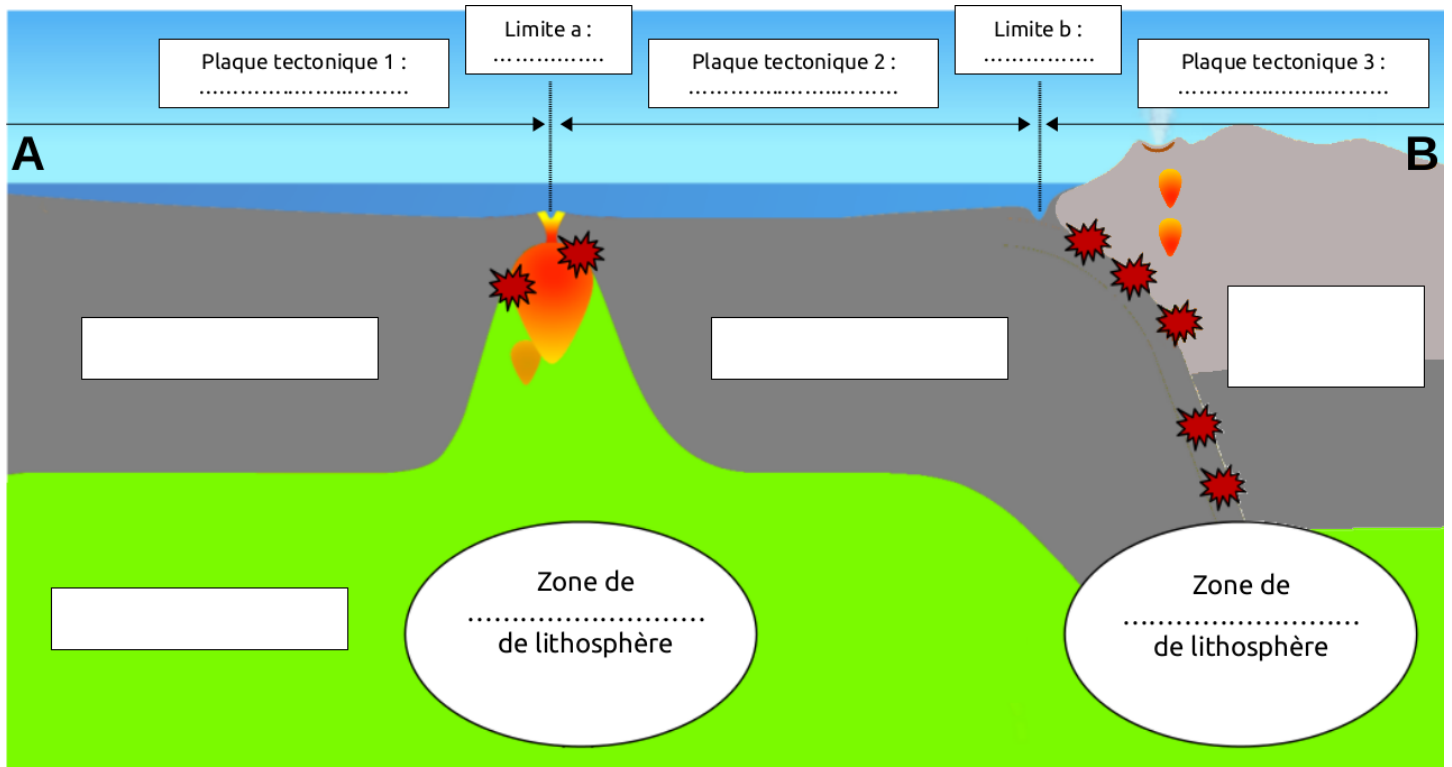 Limite a :
……………….
Limite b :
…………….
Plaque tectonique 1 :
…………..…….………
Plaque tectonique 2 :
…………..……..………
Plaque tectonique 3 :
…………..…….………
A
B
Zone de
……………………….
de lithosphère
Zone de
……………………….
de lithosphère